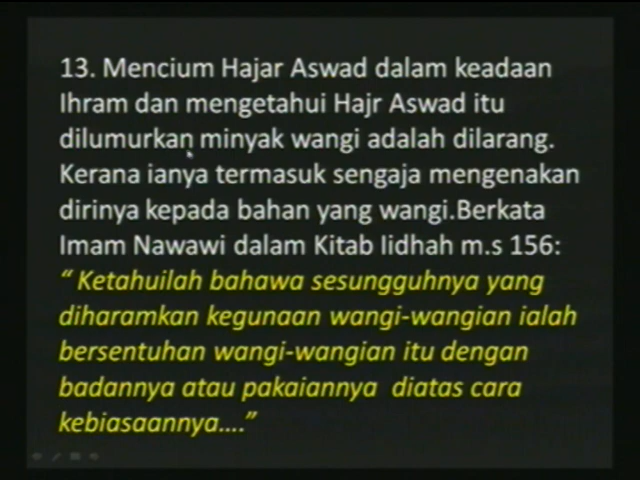 13. Mencium Hajar Aswad dalam keadaan
Ihram dan mengetahui Hajr Aswad itu
dilumurkan minyak wangi adalah dilarang.
Kerana ianya termasuk sengaja mengenakan
dirinya kepada bahan yang wangi.Berkata
Imam Nawawi dalam Kitab Iidhah m.s 156:
“ Ketahuilah bahawa sesungguhnya yang
diharamkan kegunaan wangi-wangian ialah
bersentuhan wangi-wangian itu dengan
badannya atau pakaiannya  diatas cara
kebiasaannya....”